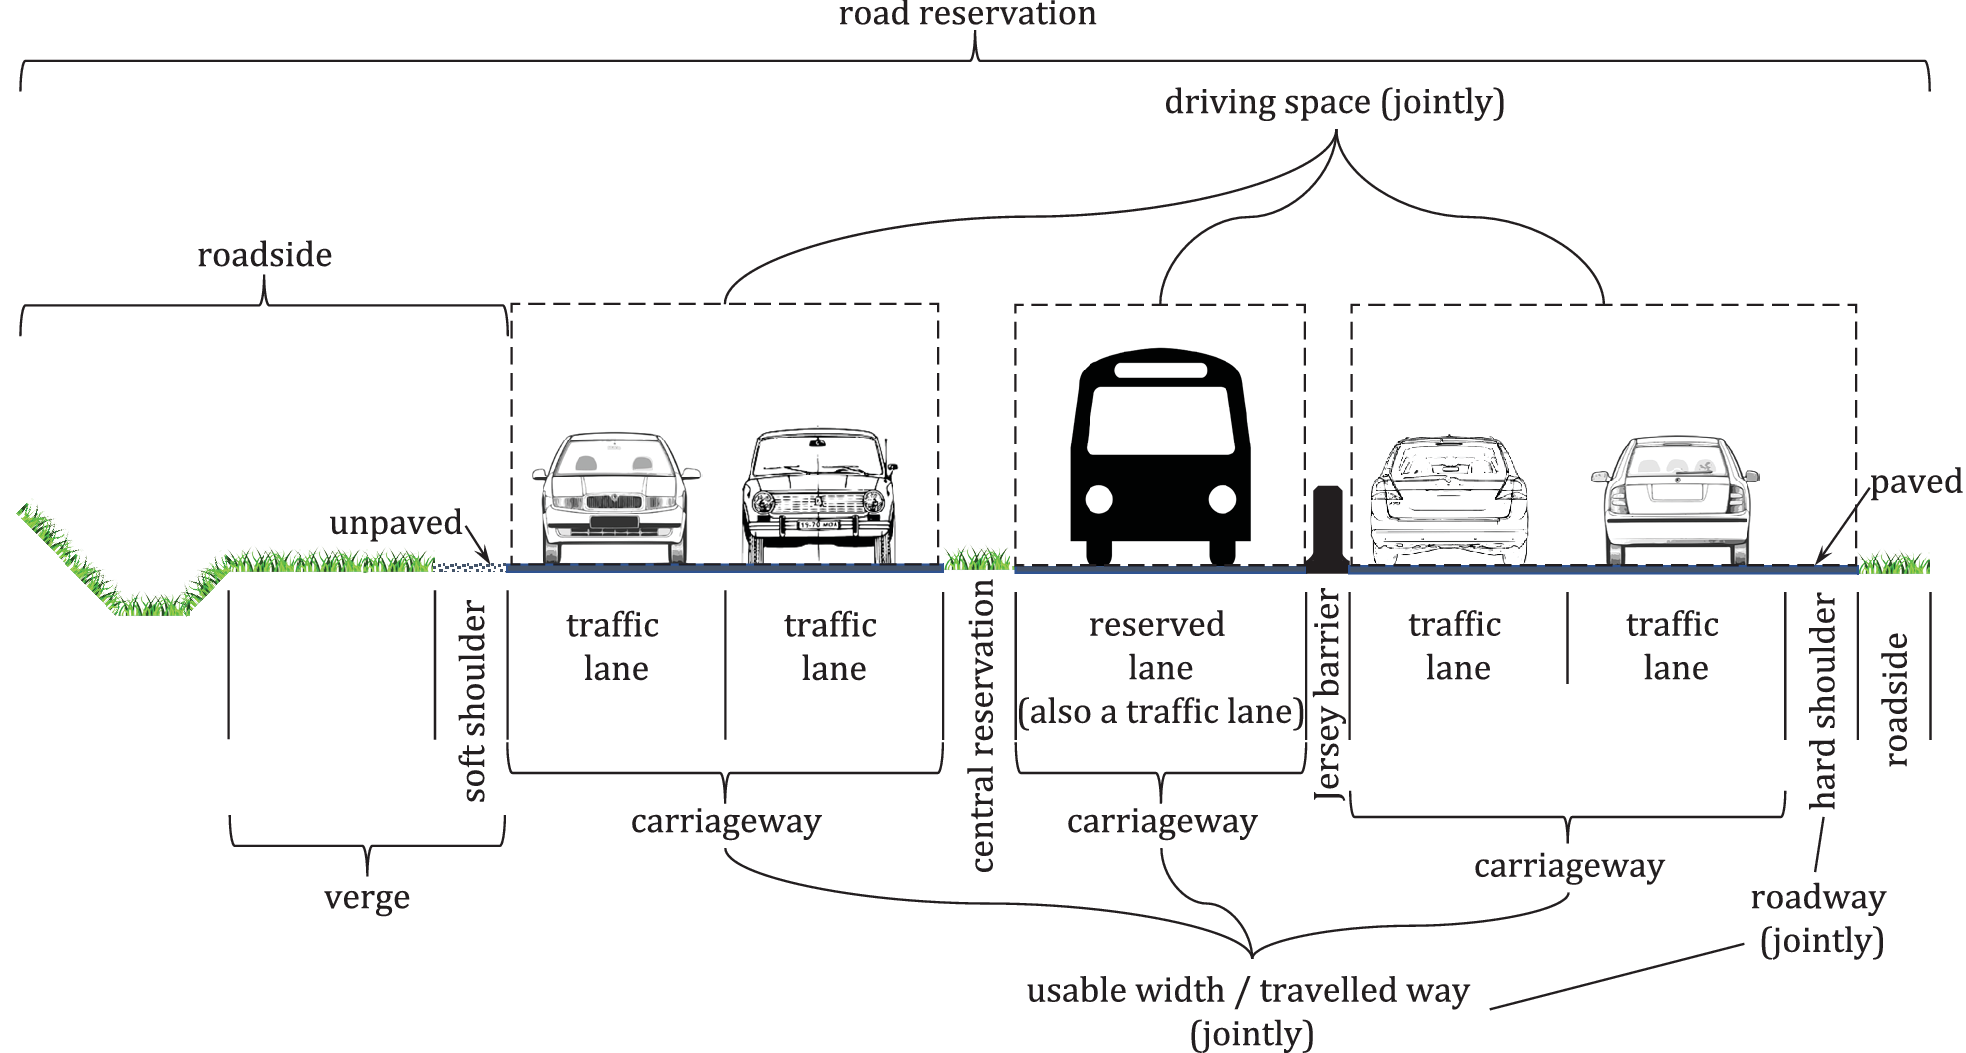 road reservation
driving space (jointly)
roadside
unpaved
paved
soft shoulder
traffic
lane
traffic
lane
central reservation
reserved
lane
(also a traffic lane)
Jersey barrier
traffic
lane
traffic
lane
hard shoulder
roadside
carriageway
carriageway
carriageway
verge
roadway
(jointly)
usable width / travelled way
(jointly)